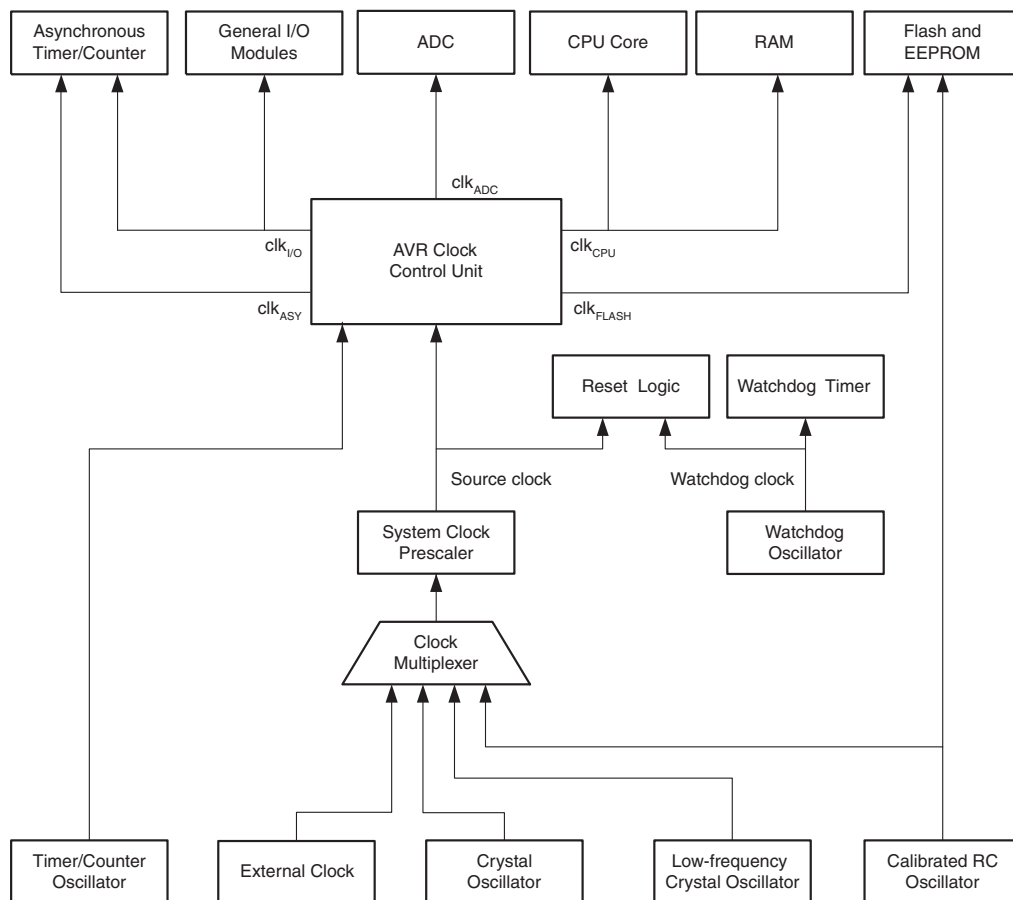 Asynchronous
Timer/Counter
General I/O
Modules
ADC
CPU Core
RAM
Flash and
EEPROM
clkADC
clkI/O
AVR Clock
Control Unit
clkCPU
clkASY
clkFLASH
Reset Logic
Watchdog Timer
Source clock
Watchdog clock
System Clock
Prescaler
Watchdog
Oscillator
Clock
Multiplexer
Timer/Counter
Oscillator
External Clock
Crystal
Oscillator
Low-frequency
Crystal Oscillator
Calibrated RC
Oscillator